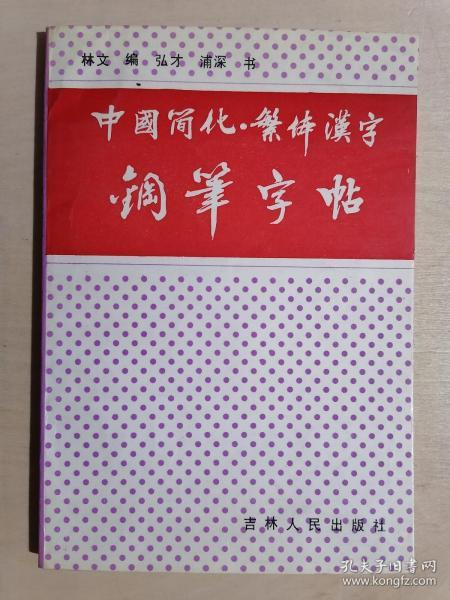 林文 编 弘才 浦深 书
中國简化·繁体漢字
鋼筆字帖
吉林人民出版社
孔夫子旧书网
www.kongfz.com